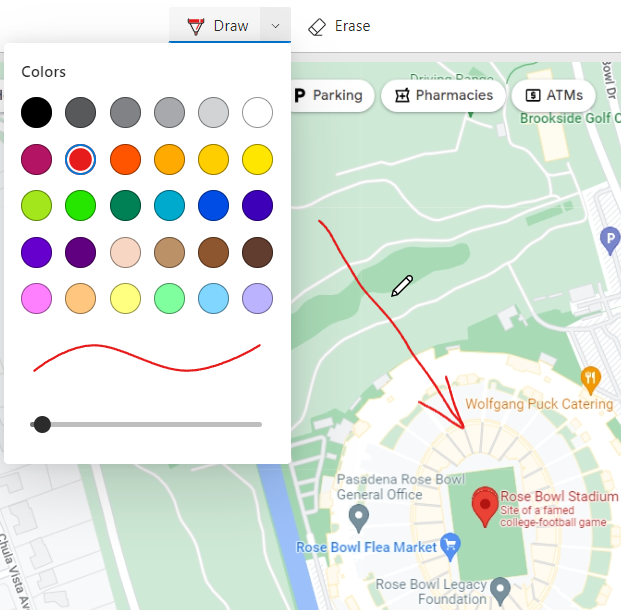 Draw
Erase
Colors
Parking
Pharmacies
ATMs
Driving Range
Bowl Dr
Brookside Golf C
Wolfgang Puck Catering
Pasadena Rose Bowl
General Office
Rose Bowl Stadium
Site of a famed
college-football game
Rose Bowl Flea Market
Rose Bowl Legacy
Foundation
Chula Vista Av